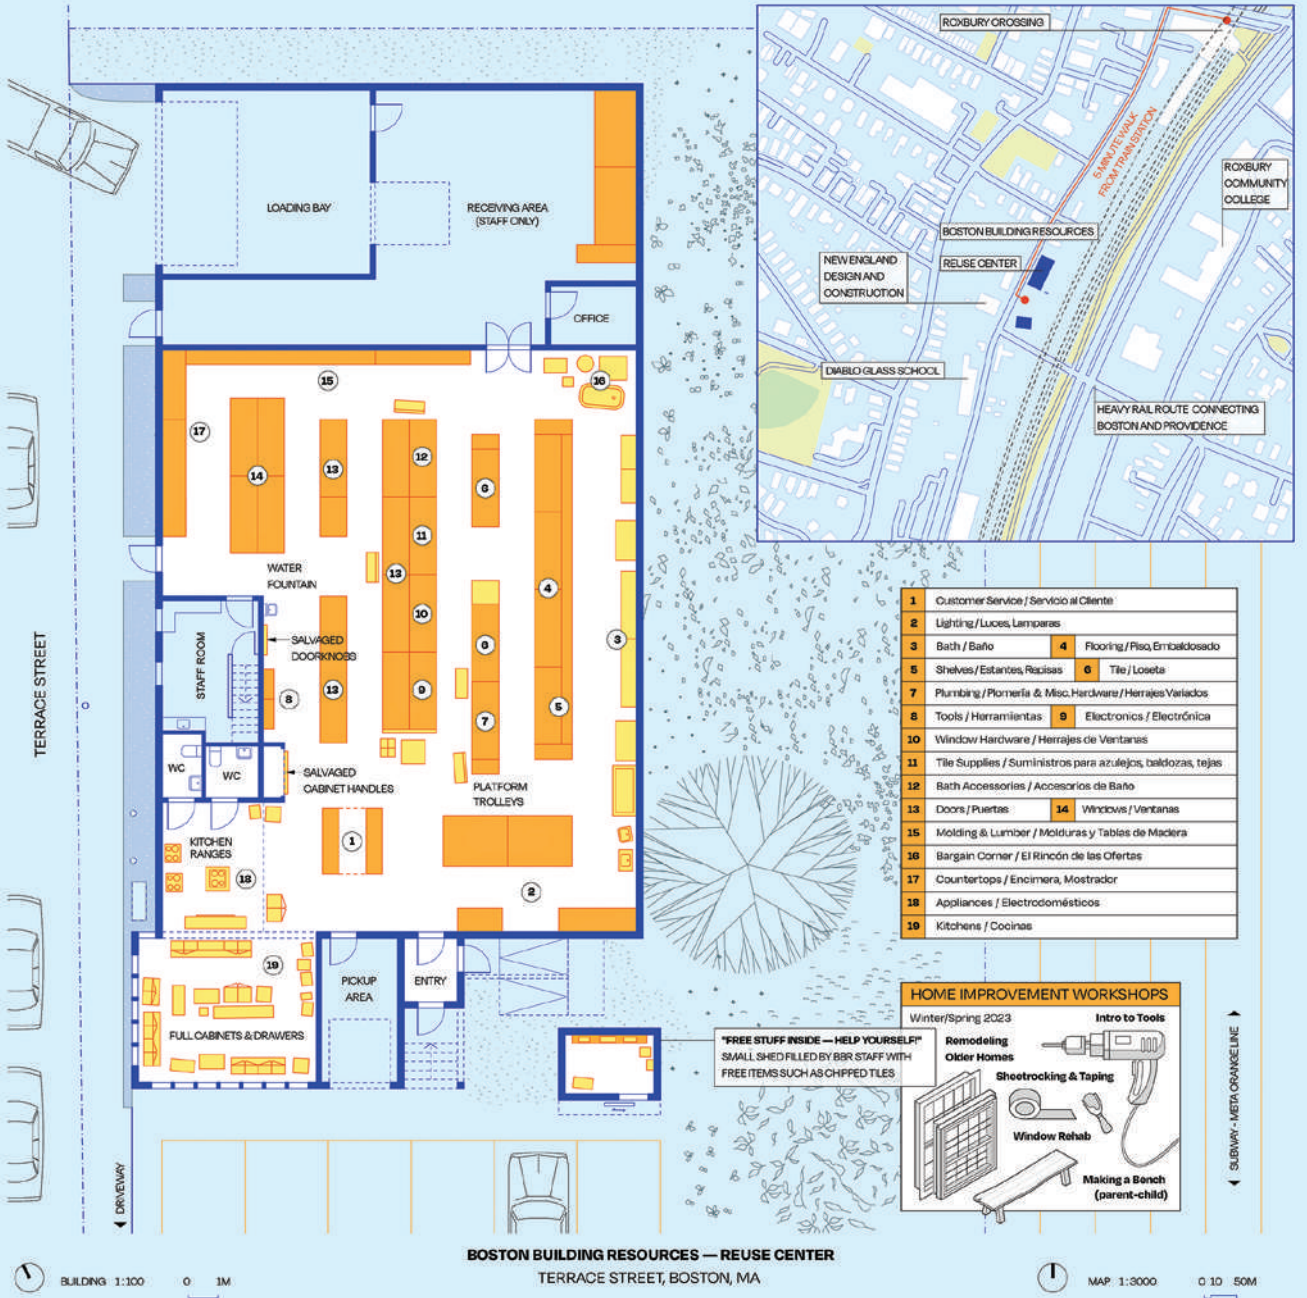 ROXBURY CROSSING
5 MINUTE WALK
FROM TRAIN STATION
ROXBURY
COMMUNITY
COLLEGE
BOSTON BUILDING RESOURCES
REUSE CENTER
NEW ENGLAND
DESIGN AND
CONSTRUCTION
DIABLO GLASS SCHOOL
HEAVY RAIL ROUTE CONNECTING
BOSTON AND PROVIDENCE
LOADING BAY
RECEIVING AREA
(STAFF ONLY)
OFFICE
15
16
17
14
13
12
6
11
13
4
10
3
6
9
7
5
13
8
WATER
FOUNTAIN
SALVAGED
DOORKNOBS
STAFF ROOM
WC
WC
SALVAGED
CABINET HANDLES
PLATFORM
TROLLEYS
KITCHEN
RANGES
1
18
2
19
PICKUP
AREA
ENTRY
FULL CABINETS & DRAWERS
TERRACE STREET
DRIVEWAY
1 Customer Service / Servicio al Cliente
2 Lighting / Luces, Lamparas
3 Bath / Baño 4 Flooring / Piso, Embaldosado
5 Shelves / Estantes, Repisas 6 Tile / Loseta
7 Plumbing / Plomería & Misc. Hardware / Herrajes Variados
8 Tools / Herramientas 9 Electronics / Electrónica
10 Window Hardware / Herrajes de Ventanas
11 Tile Supplies / Suministros para azulejos, baldozas, tejas
12 Bath Accessories / Accesorios de Baño
13 Doors / Puertas 14 Windows / Ventanas
15 Molding & Lumber / Molduras y Tablas de Madera
16 Bargain Corner / El Rincón de las Ofertas
17 Countertops / Encimera, Mostrador
18 Appliances / Electrodomésticos
19 Kitchens / Cocinas
"FREE STUFF INSIDE — HELP YOURSELF!"
SMALL SHED FILLED BY BBR STAFF WITH
FREE ITEMS SUCH AS CHIPPED TILES
HOME IMPROVEMENT WORKSHOPS
Winter/Spring 2023
Intro to Tools
Remodeling
Older Homes
Sheetrocking & Taping
Window Rehab
Making a Bench
(parent-child)
SUBWAY - META ORANGE LINE
BOSTON BUILDING RESOURCES — REUSE CENTER
TERRACE STREET, BOSTON, MA
BUILDING 1:100 0 1M
MAP 1:3000 0 10 50M